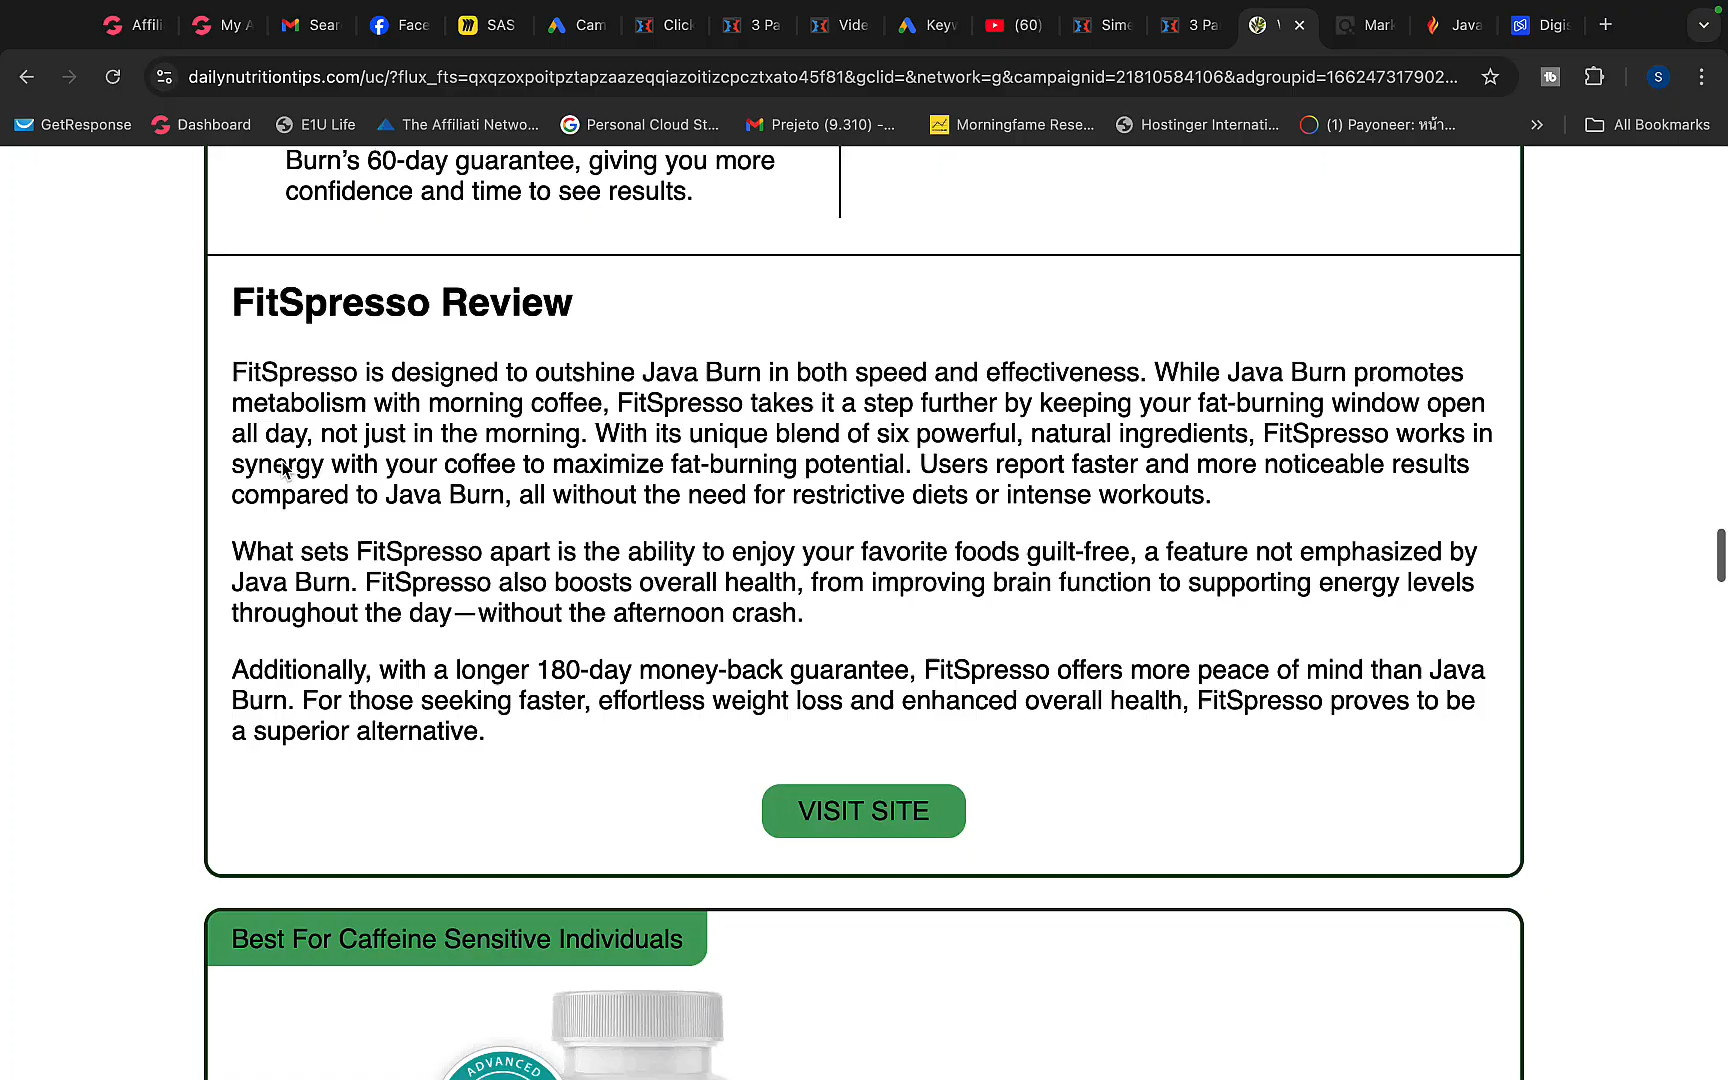 Affili
My A
Sear
Face
SAS
Cam
Click
3 Pa
Vide
Keyw
(60)
Sime
3 Pa
Mark
Java
Digis
dailynutritiontips.com/uc/?flux_fts=qxqzoxpoitpztapzaazeqqiazoitizcpcztxato45f81&gclid=&network=g&campaignid=21810584106&adgroupid=166247317902...
S
GetResponse
Dashboard
E1U Life
The Affiliati Netwo...
Personal Cloud St...
Prejeto (9.310) -...
Morningfame Rese...
Hostinger Internati...
(1) Payoneer: หน้า...
All Bookmarks
Burn’s 60-day guarantee, giving you more
confidence and time to see results.
FitSpresso Review
FitSpresso is designed to outshine Java Burn in both speed and effectiveness. While Java Burn promotes
metabolism with morning coffee, FitSpresso takes it a step further by keeping your fat-burning window open
all day, not just in the morning. With its unique blend of six powerful, natural ingredients, FitSpresso works in
synergy with your coffee to maximize fat-burning potential. Users report faster and more noticeable results
compared to Java Burn, all without the need for restrictive diets or intense workouts.
What sets FitSpresso apart is the ability to enjoy your favorite foods guilt-free, a feature not emphasized by
Java Burn. FitSpresso also boosts overall health, from improving brain function to supporting energy levels
throughout the day—without the afternoon crash.
Additionally, with a longer 180-day money-back guarantee, FitSpresso offers more peace of mind than Java
Burn. For those seeking faster, effortless weight loss and enhanced overall health, FitSpresso proves to be
a superior alternative.
VISIT SITE
Best For Caffeine Sensitive Individuals
ADVANCED